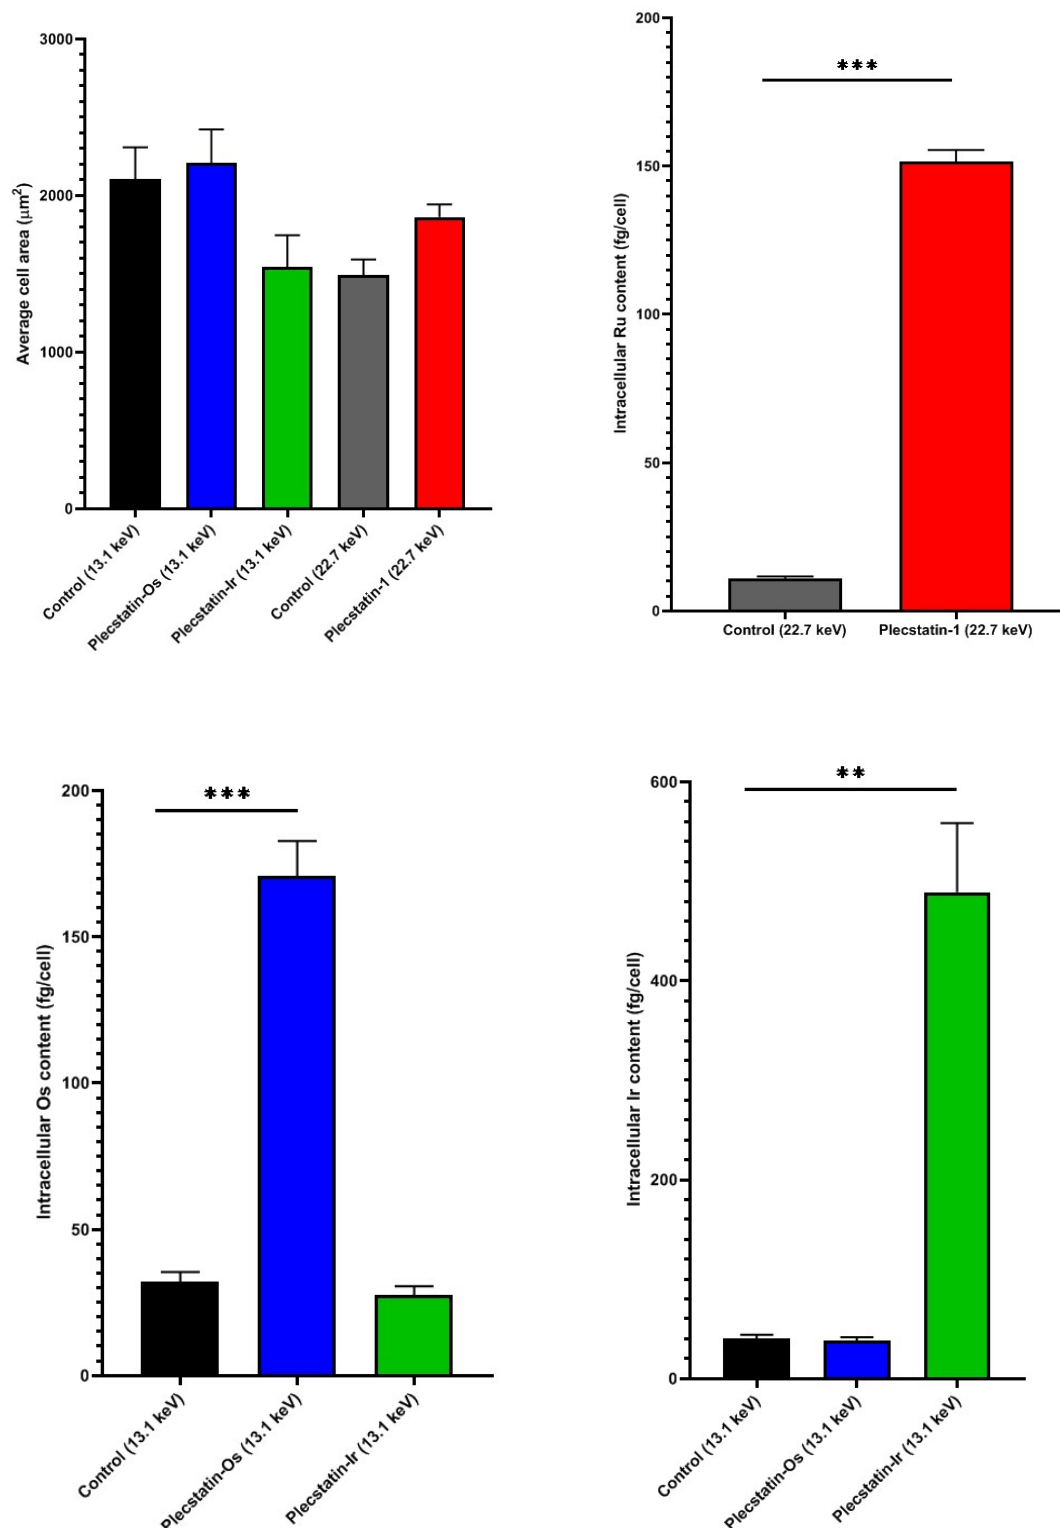 3000
2000
1000
0
Average cell area (μm²)
Control (13.1 keV)
Plecstatin-Os (13.1 keV)
Plecstatin-Ir (13.1 keV)
Control (22.7 keV)
Plecstatin-1 (22.7 keV)
200
150
100
50
0
Intracellular Ru content (fg/cell)
***
Control (22.7 keV)
Plecstatin-1 (22.7 keV)
200
150
100
50
0
Intracellular Os content (fg/cell)
***
Control (13.1 keV)
Plecstatin-Os (13.1 keV)
Plecstatin-Ir (13.1 keV)
600
400
200
0
Intracellular Ir content (fg/cell)
**
Control (13.1 keV)
Plecstatin-Os (13.1 keV)
Plecstatin-Ir (13.1 keV)